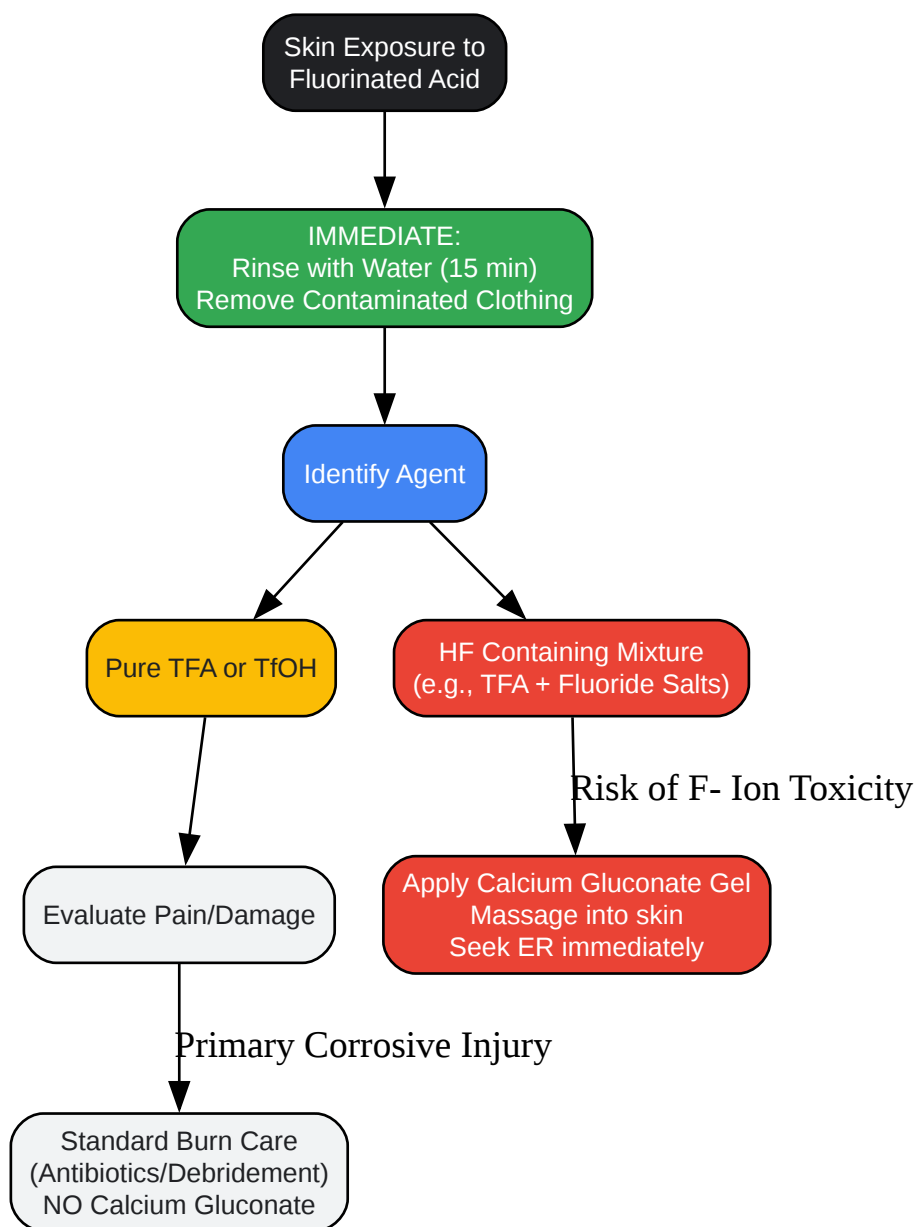 Skin Exposure to
Fluorinated Acid
IMMEDIATE:
Rinse with Water (15 min)
Remove Contaminated Clothing
Identify Agent
Pure TFA or TfOH
HF Containing Mixture
(e.g., TFA + Fluoride Salts)
Risk of F- Ion Toxicity
Evaluate Pain/Damage
Apply Calcium Gluconate Gel
Massage into skin
Seek ER immediately
Primary Corrosive Injury
Standard Burn Care
(Antibiotics/Debridement)
NO Calcium Gluconate